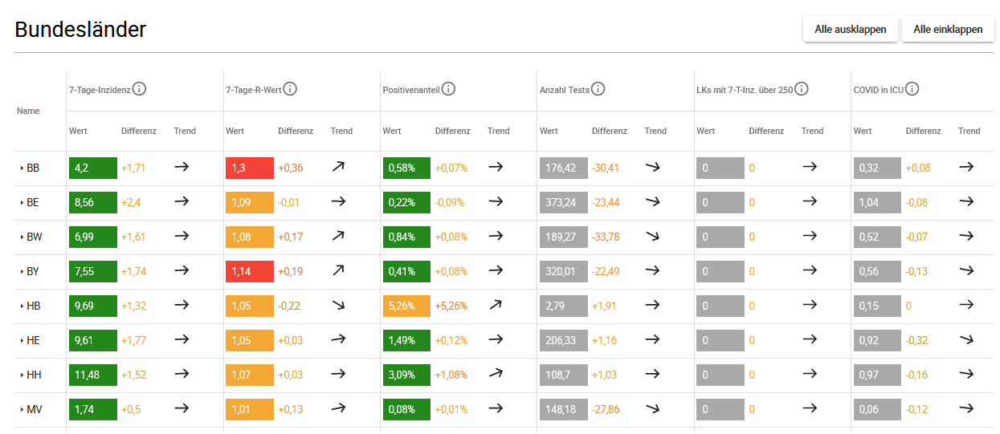 Bundesländer
Alle ausklappen Alle einklappen
7-Tage-Inzidenz 7-Tage-R-Wert Positivenanteil Anzahl Tests LKs mit 7-T-Inz. über 250 COVID in ICU
Name
Wert Differenz Trend Wert Differenz Trend Wert Differenz Trend Wert Differenz Trend Wert Differenz Trend Wert Differenz Trend
BB 4,2 +1,71 1,3 +0,36 0,58% +0,07% 176,42 -30,41 0 0 0,32 +0,08
BE 8,56 +2,4 1,09 -0,01 0,22% -0,09% 373,24 -23,44 0 0 1,04 -0,08
BW 6,99 +1,61 1,08 +0,17 0,84% +0,08% 189,27 -33,78 0 0 0,52 -0,07
BY 7,55 +1,74 1,14 +0,19 0,41% +0,08% 320,01 -22,49 0 0 0,56 -0,13
HB 9,69 +1,32 1,05 -0,22 5,26% +5,26% 2,79 +1,91 0 0 0,15 0
HE 9,61 +1,77 1,05 +0,03 1,49% +0,12% 206,33 +1,16 0 0 0,92 -0,32
HH 11,48 +1,52 1,07 +0,03 3,09% +1,08% 108,7 +1,03 0 0 0,97 -0,16
MV 1,74 +0,5 1,01 +0,13 0,08% +0,01% 148,18 -27,86 0 0 0,06 -0,12